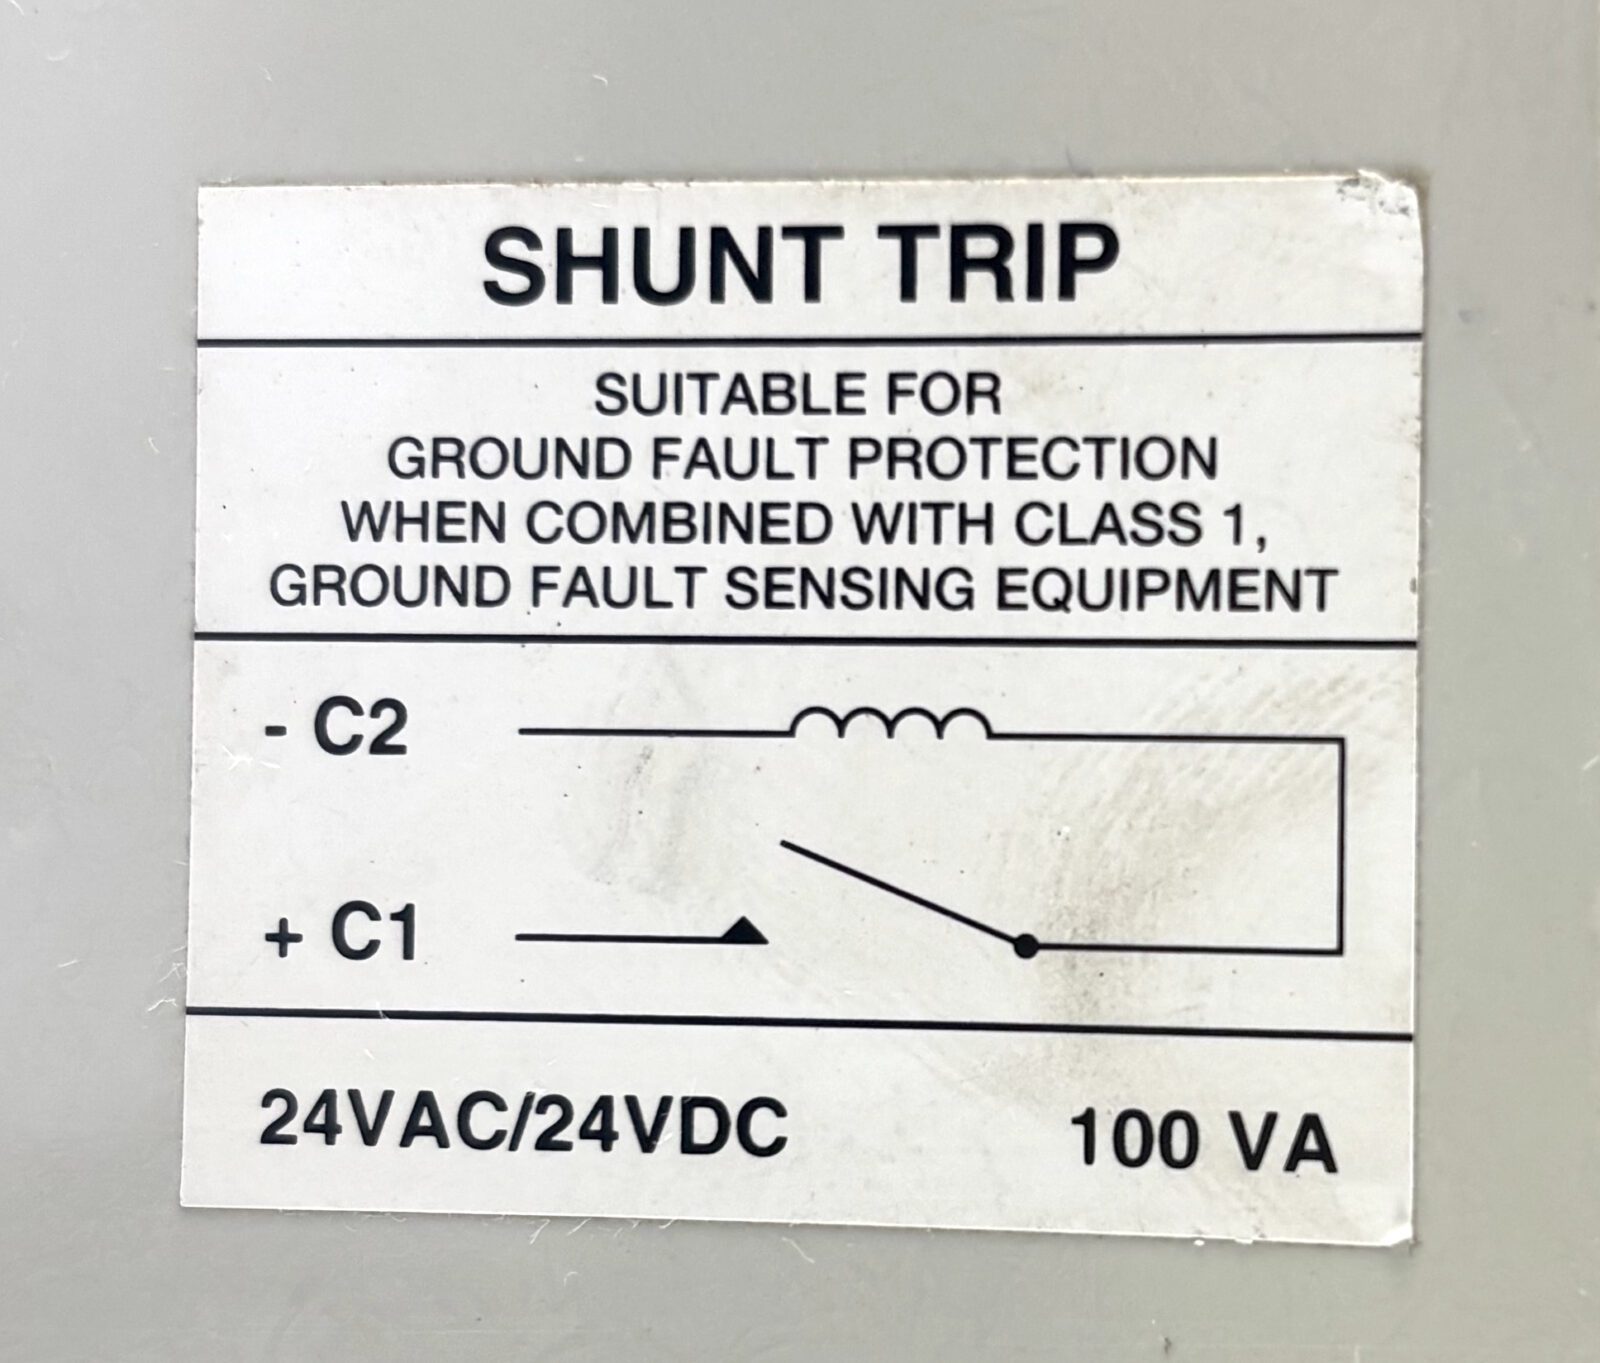 SHUNT TRIP
SUITABLE FOR
GROUND FAULT PROTECTION
WHEN COMBINED WITH CLASS 1,
GROUND FAULT SENSING EQUIPMENT
- C2
+ C1
24VAC/24VDC 100 VA